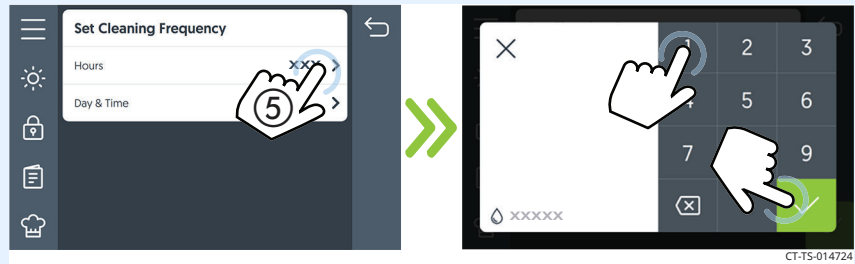 Set Cleaning Frequency
Hours XXX
Day & Time
5
1 2 3
4 5 6
7 9
XXXXX
CT-TS-014724